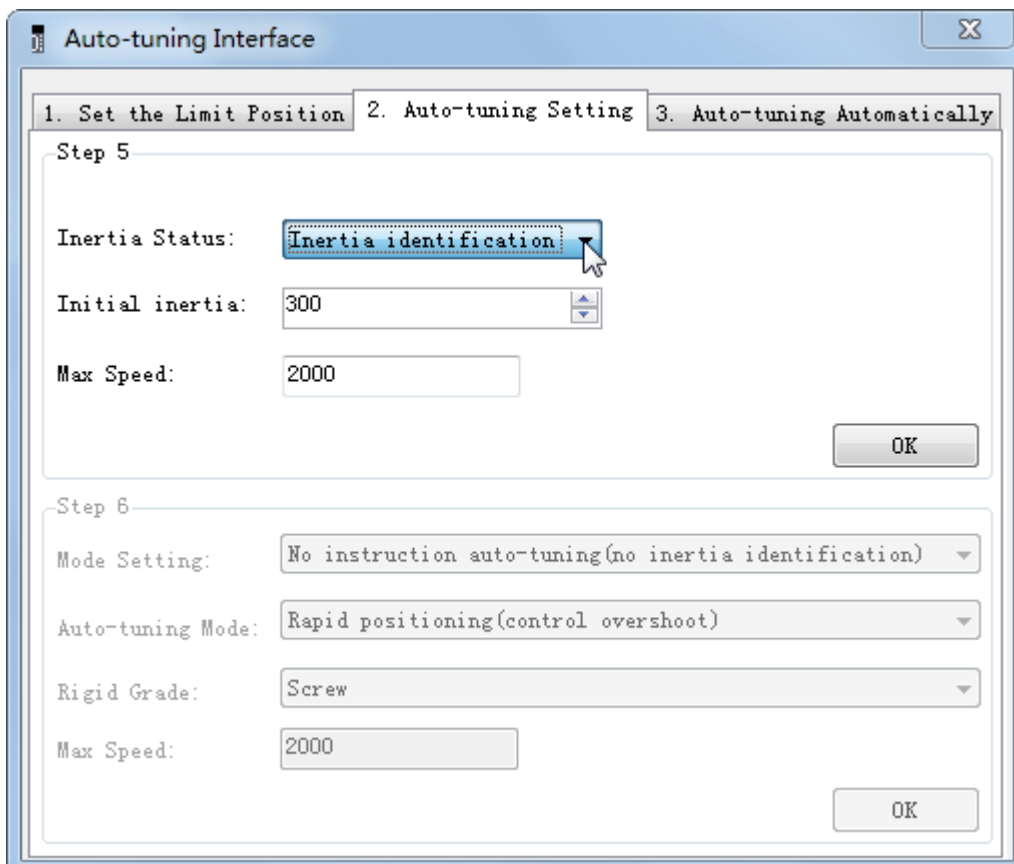 Auto-tuning Interface
1. Set the Limit Position 2. Auto-tuning Setting 3. Auto-tuning Automatically
Step 5
Inertia Status: Inertia identification
Initial inertia: 300
Max Speed: 2000
OK
Step 6
Mode Setting: No instruction auto-tuning(no inertia identification)
Auto-tuning Mode: Rapid positioning(control overshoot)
Rigid Grade: Screw
Max Speed: 2000
OK